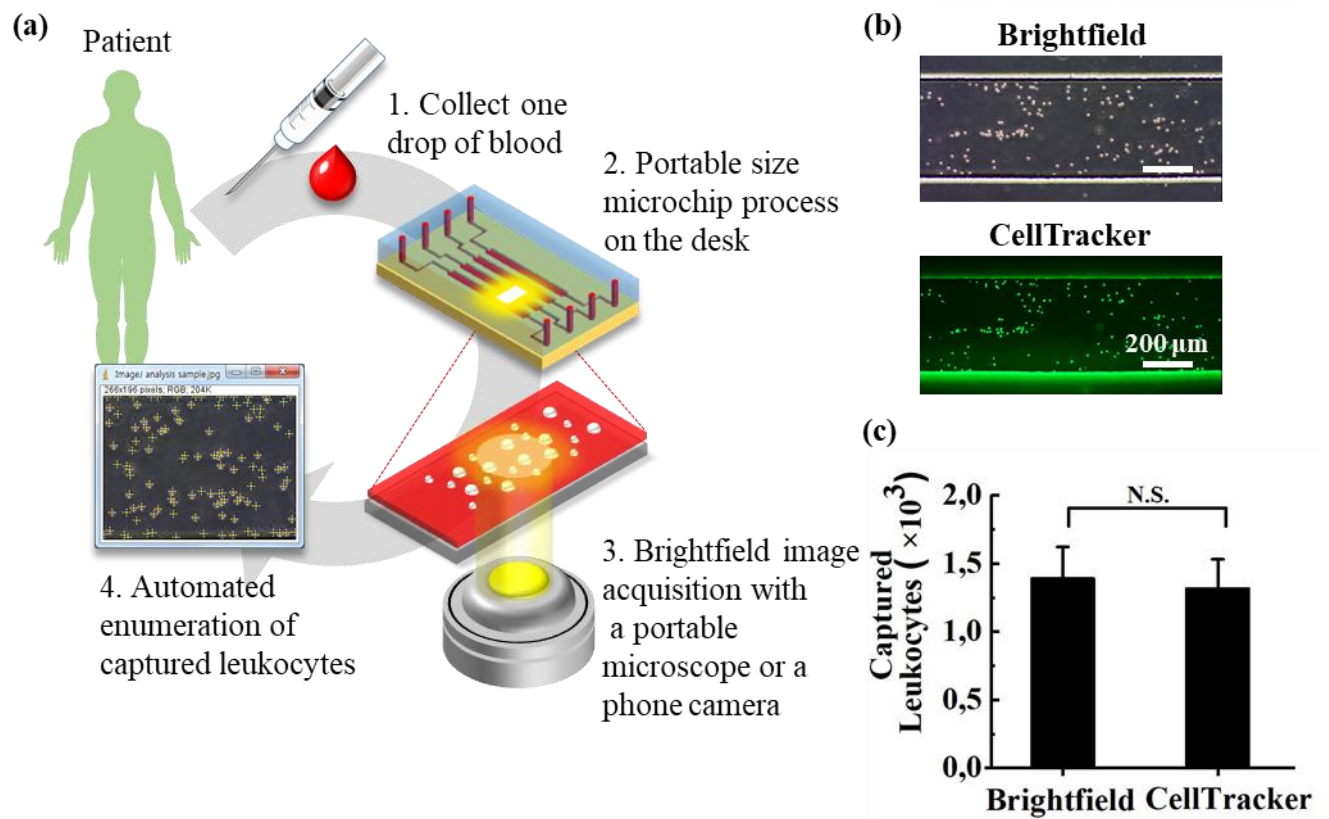 (a)
Patient
1. Collect one
drop of blood
2. Portable size
microchip process
on the desk
ImageJ analysis sample.jpg
266x196 pixels; RGB; 204K
3. Brightfield image
acquisition with
a portable
microscope or a
phone camera
4. Automated
enumeration of
captured leukocytes
(b)
Brightfield
CellTracker
200 µm
(c)
Captured
Leukocytes ( ×10³)
2,0
1,5
1,0
0,5
0,0
N.S.
Brightfield CellTracker